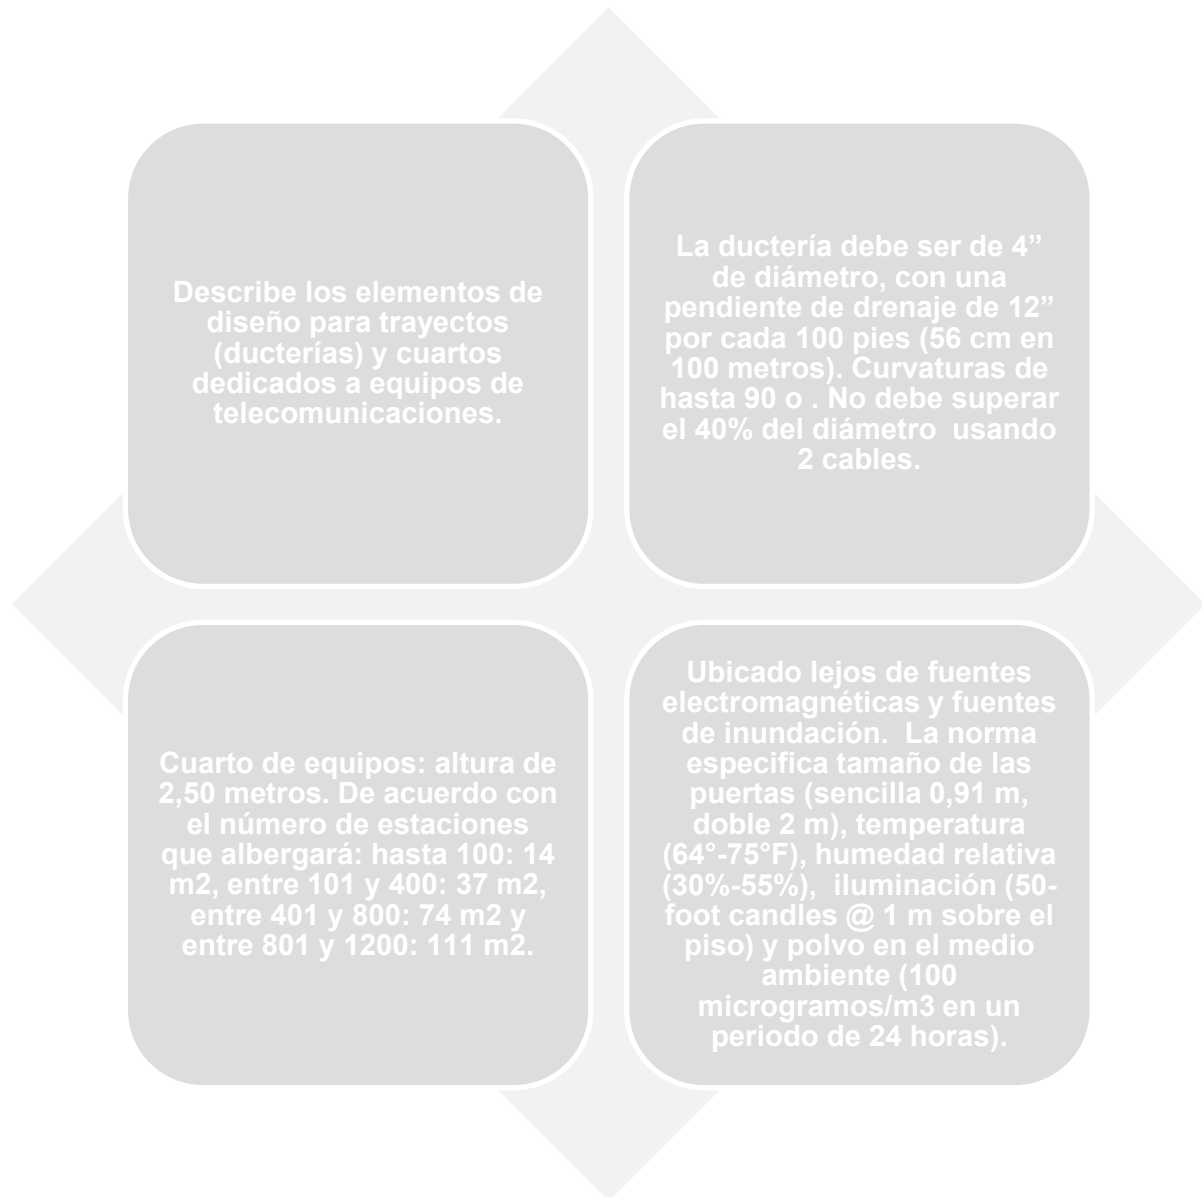 Describe los elementos de
diseño para trayectos
(ducterías) y cuartos
dedicados a equipos de
telecomunicaciones.
La ductería debe ser de 4”
de diámetro, con una
pendiente de drenaje de 12”
por cada 100 pies (56 cm en
100 metros). Curvaturas de
hasta 90 o . No debe superar
el 40% del diámetro usando
2 cables.
Cuarto de equipos: altura de
2,50 metros. De acuerdo con
el número de estaciones
que albergará: hasta 100: 14
m2, entre 101 y 400: 37 m2,
entre 401 y 800: 74 m2 y
entre 801 y 1200: 111 m2.
Ubicado lejos de fuentes
electromagnéticas y fuentes
de inundación. La norma
especifica tamaño de las
puertas (sencilla 0,91 m,
doble 2 m), temperatura
(64°-75°F), humedad relativa
(30%-55%), iluminación (50-
foot candles @ 1 m sobre el
piso) y polvo en el medio
ambiente (100
microgramos/m3 en un
periodo de 24 horas).